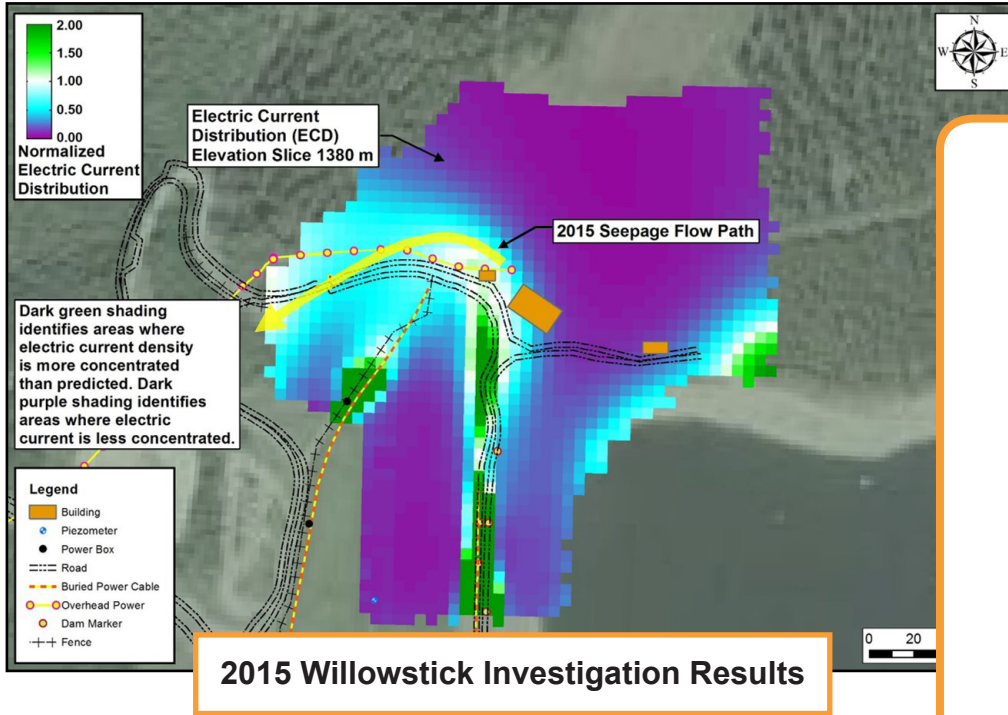 2.00
1.50
1.00
0.50
0.00
Normalized
Electric Current
Distribution
N
W
E
S
Electric Current
Distribution (ECD)
Elevation Slice 1380 m
2015 Seepage Flow Path
Dark green shading
identifies areas where
electric current density
is more concentrated
than predicted. Dark
purple shading identifies
areas where electric
current is less concentrated.
Legend
Building
Piezometer
Power Box
Road
Buried Power Cable
Overhead Power
Dam Marker
Fence
0 20
2015 Willowstick Investigation Results